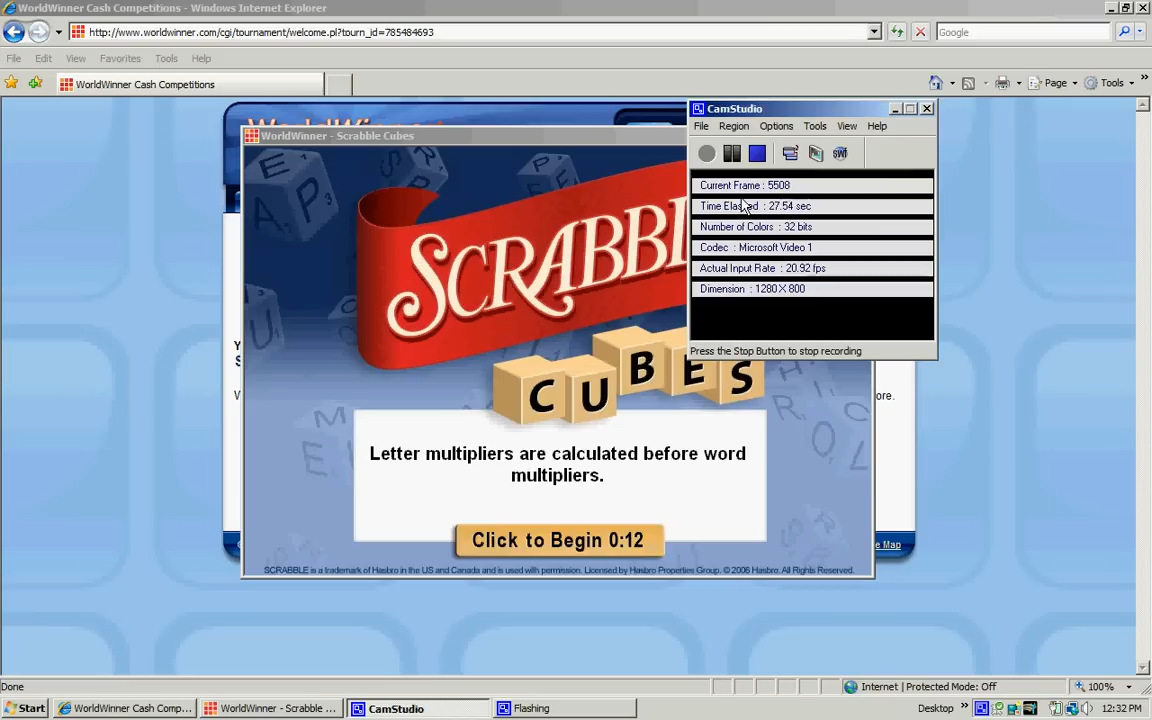 WorldWinner Cash Competitions - Windows Internet Explorer
http://www.worldwinner.com/cgi/tournament/welcome.pl?tourn_id=785484693
Google
File Edit View Favorites Tools Help
WorldWinner Cash Competitions
Page Tools
CamStudio
WorldWinner - Scrabble Cubes
File Region Options Tools View Help
Current Frame : 5508
Time Elapsed : 27.54 sec
Number of Colors : 32 bits
Codec : Microsoft Video 1
Actual Input Rate : 20.92 fps
Dimension : 1280 X 800
Press the Stop Button to stop recording
SCRABBL
CUBES
ore.
Letter multipliers are calculated before word
multipliers.
Click to Begin 0:12
e Map
SCRABBLE is a trademark of Hasbro in the US and Canada and is used with permission. Licensed by Hasbro Properties Group. © 2006 Hasbro. All Rights Reserved.
Done
Internet | Protected Mode: Off
100%
Start
WorldWinner Cash Comp...
WorldWinner - Scrabble ...
CamStudio
Flashing
Desktop
12:32 PM